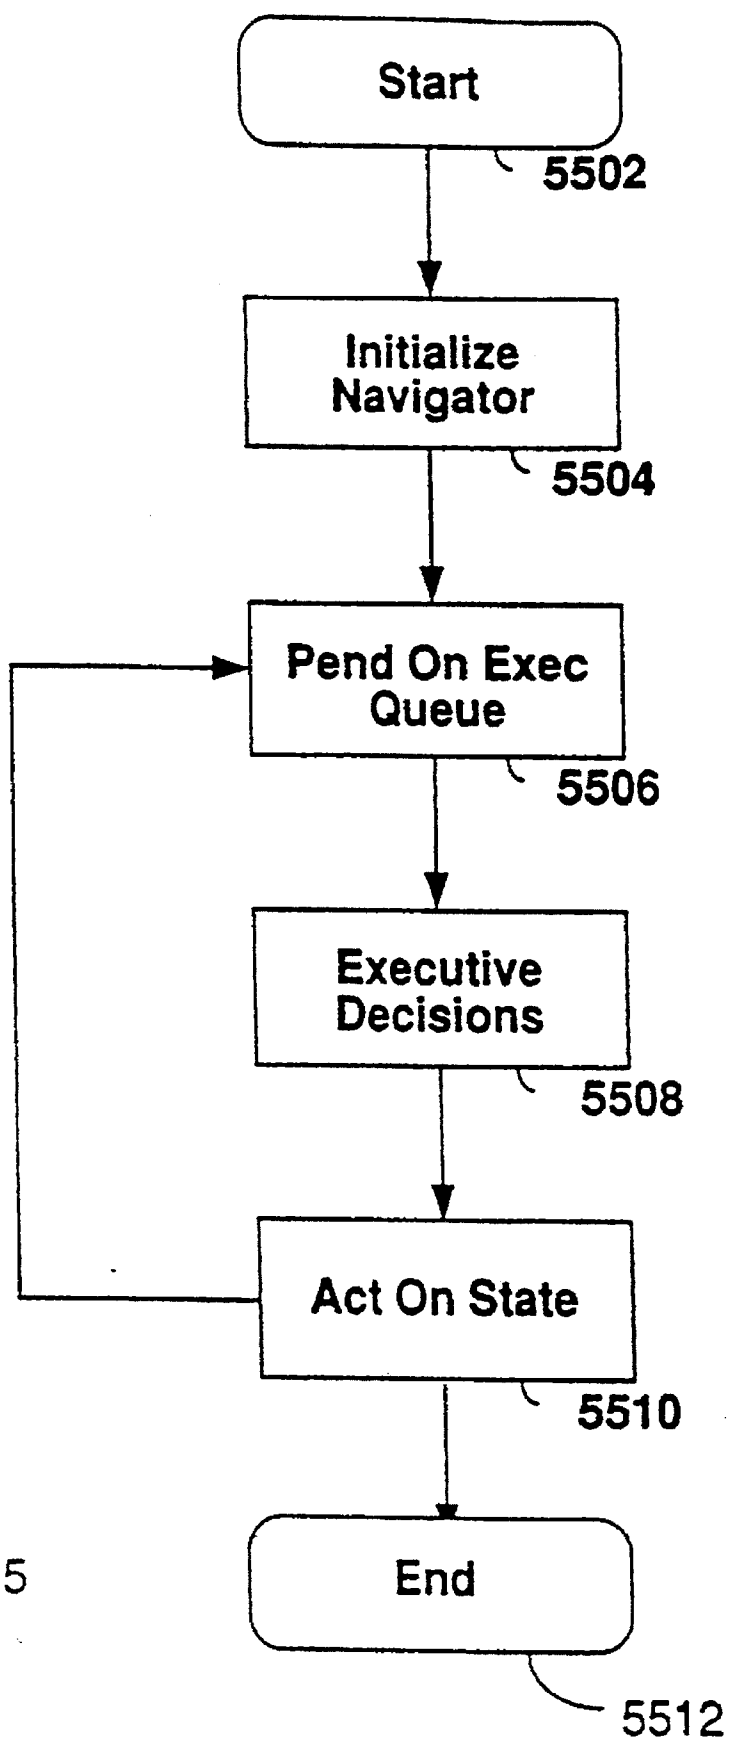 Start
5502
Initialize
Navigator
5504
Pend On Exec
Queue
5506
Executive
Decisions
5508
Act On State
5510
End
5
5512